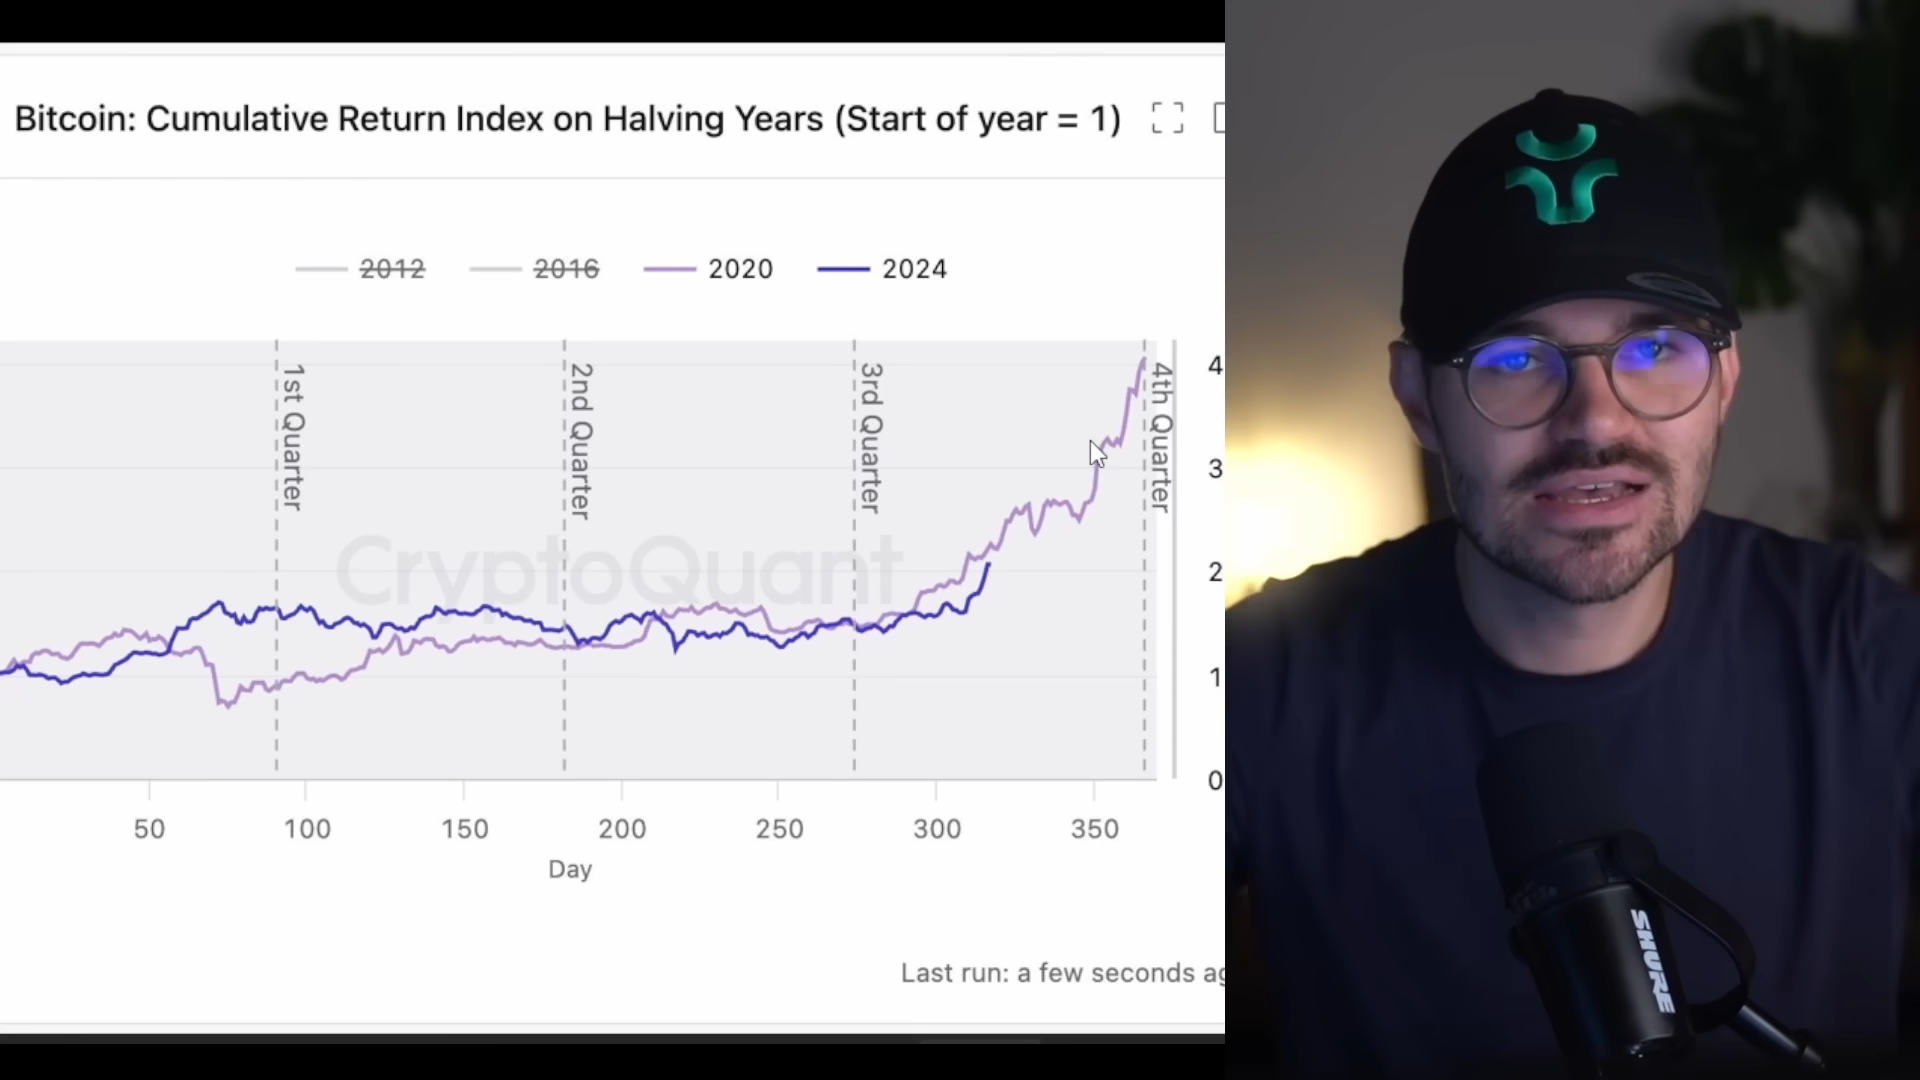 Bitcoin: Cumulative Return Index on Halving Years (Start of year = 1)
2012 2016 2020 2024
1st Quarter
2nd Quarter
3rd Quarter
4th Quarter
CryptoQuant
4
3
2
1
0
50 100 150 200 250 300 350
Day
Last run: a few seconds ag
SHURE